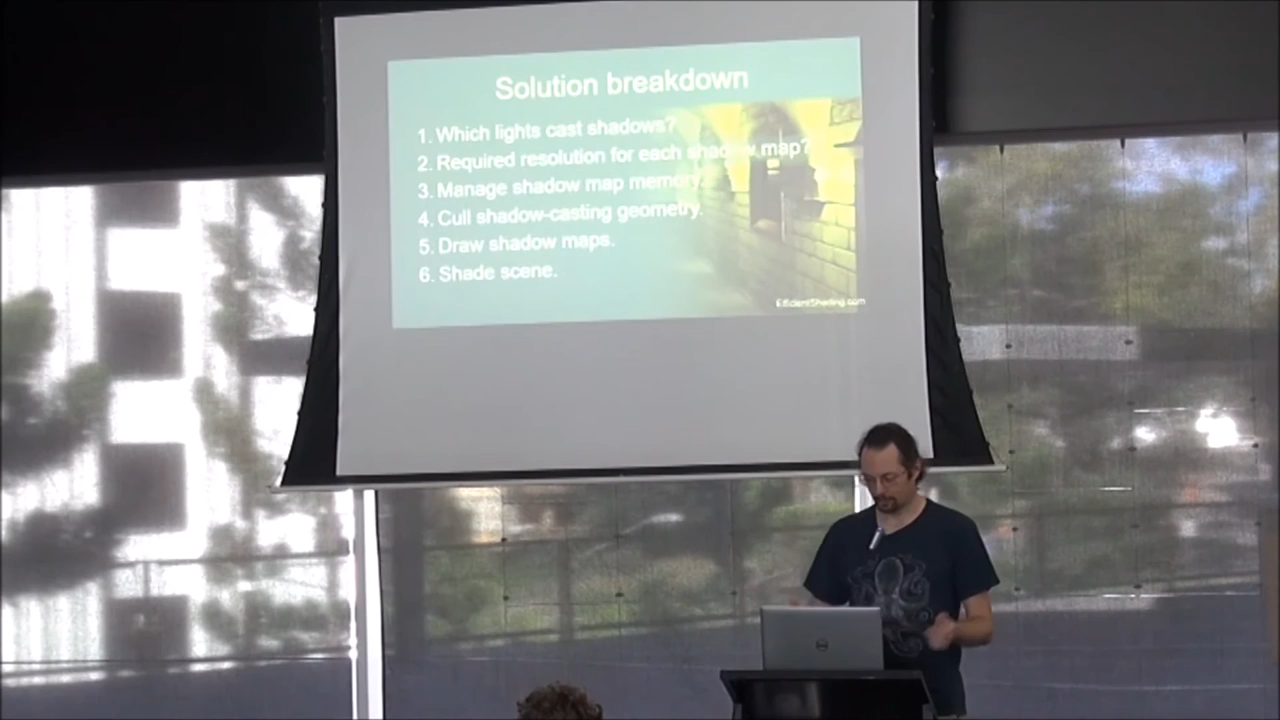 Solution breakdown
1. Which lights cast shadows?
2. Required resolution for each shadow map?
3. Manage shadow map memory.
4. Cull shadow-casting geometry.
5. Draw shadow maps.
6. Shade scene.
EfficientShading.com
DELL